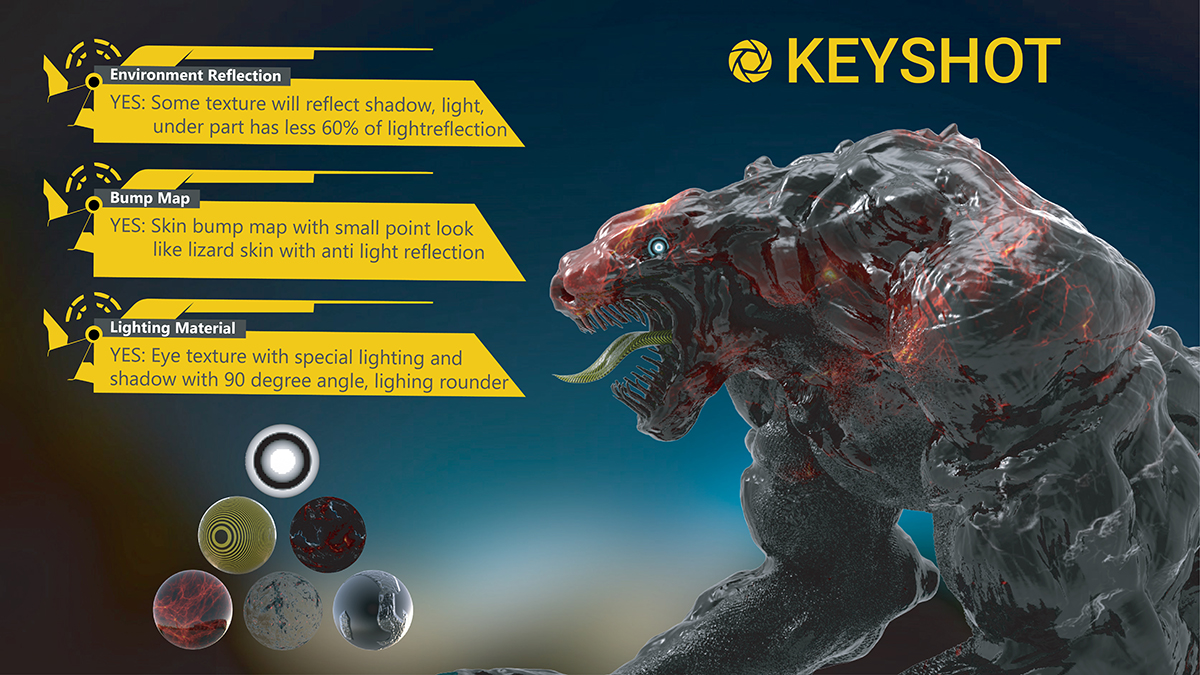 KEYSHOT
Environment Reflection
YES: Some texture will reflect shadow, light,
under part has less 60% of lightreflection
Bump Map
YES: Skin bump map with small point look
like lizard skin with anti light reflection
Lighting Material
YES: Eye texture with special lighting and
shadow with 90 degree angle, lighing rounder